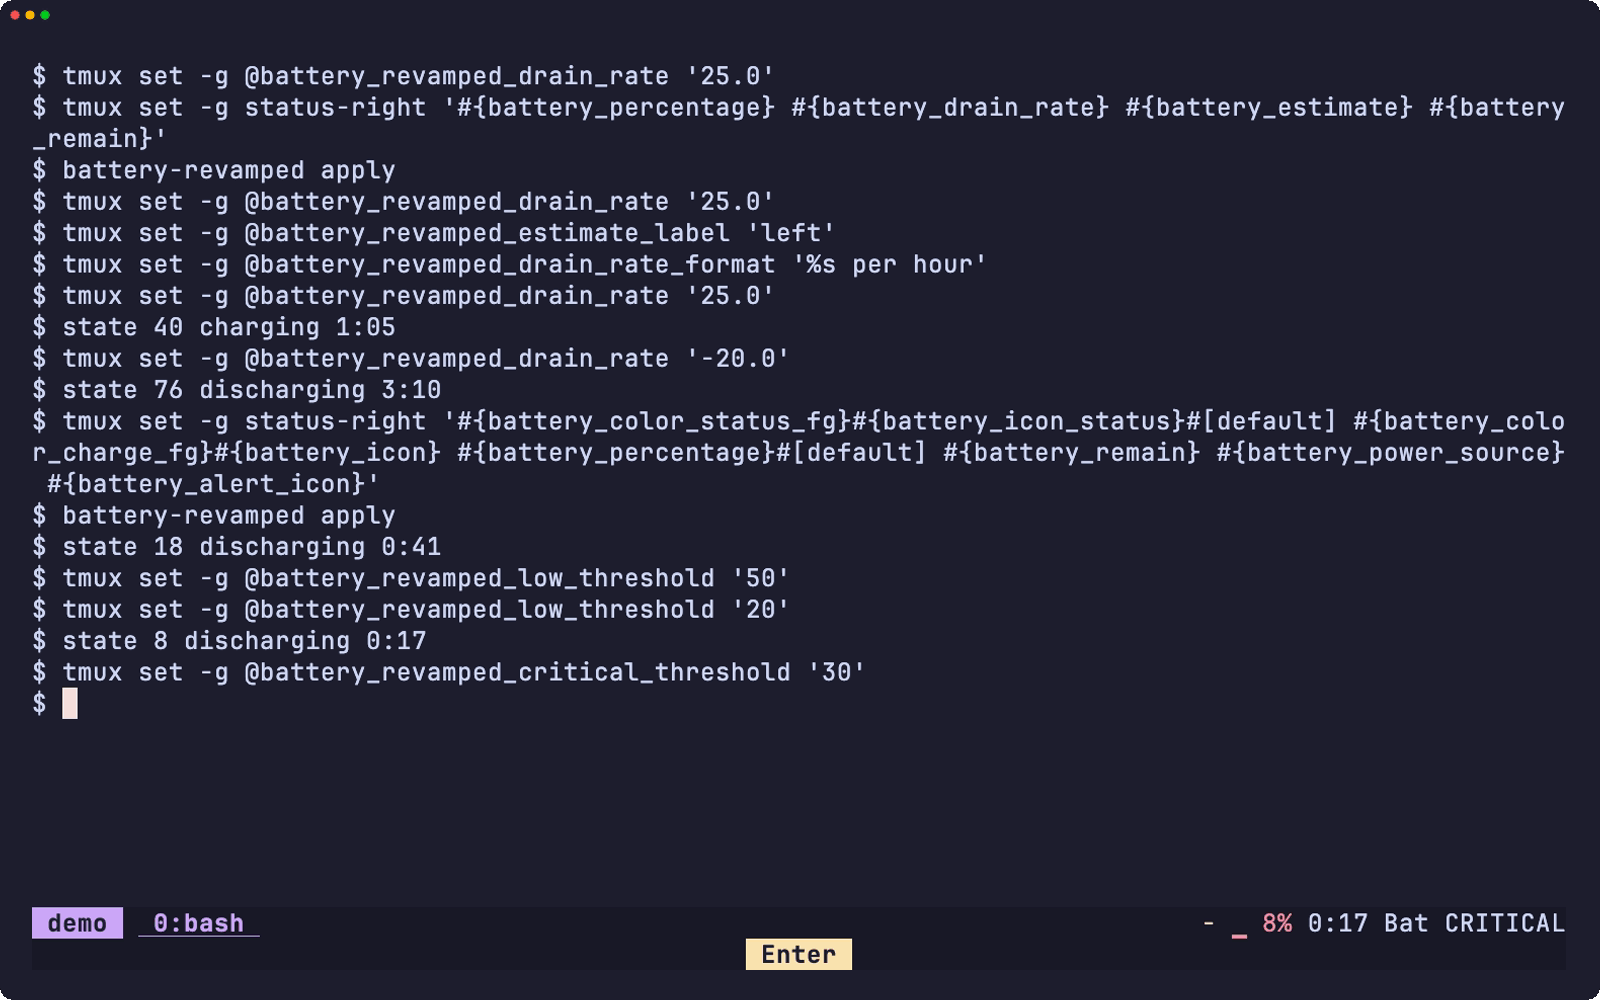 $ tmux set -g @battery_revamped_drain_rate '25.0'
$ tmux set -g status-right '#{battery_percentage} #{battery_drain_rate} #{battery_estimate} #{battery
_remain}'
$ battery-revamped apply
$ tmux set -g @battery_revamped_drain_rate '25.0'
$ tmux set -g @battery_revamped_estimate_label 'left'
$ tmux set -g @battery_revamped_drain_rate_format '%s per hour'
$ tmux set -g @battery_revamped_drain_rate '25.0'
$ state 40 charging 1:05
$ tmux set -g @battery_revamped_drain_rate '-20.0'
$ state 76 discharging 3:10
$ tmux set -g status-right '#{battery_color_status_fg}#{battery_icon_status}#[default] #{battery_colo
r_charge_fg}#{battery_icon} #{battery_percentage}#[default] #{battery_remain} #{battery_power_source}
 #{battery_alert_icon}'
$ battery-revamped apply
$ state 18 discharging 0:41
$ tmux set -g @battery_revamped_low_threshold '50'
$ tmux set -g @battery_revamped_low_threshold '20'
$ state 8 discharging 0:17
$ tmux set -g @battery_revamped_critical_threshold '30'
$
demo 0:bash - ▁ 8% 0:17 Bat CRITICAL
Enter